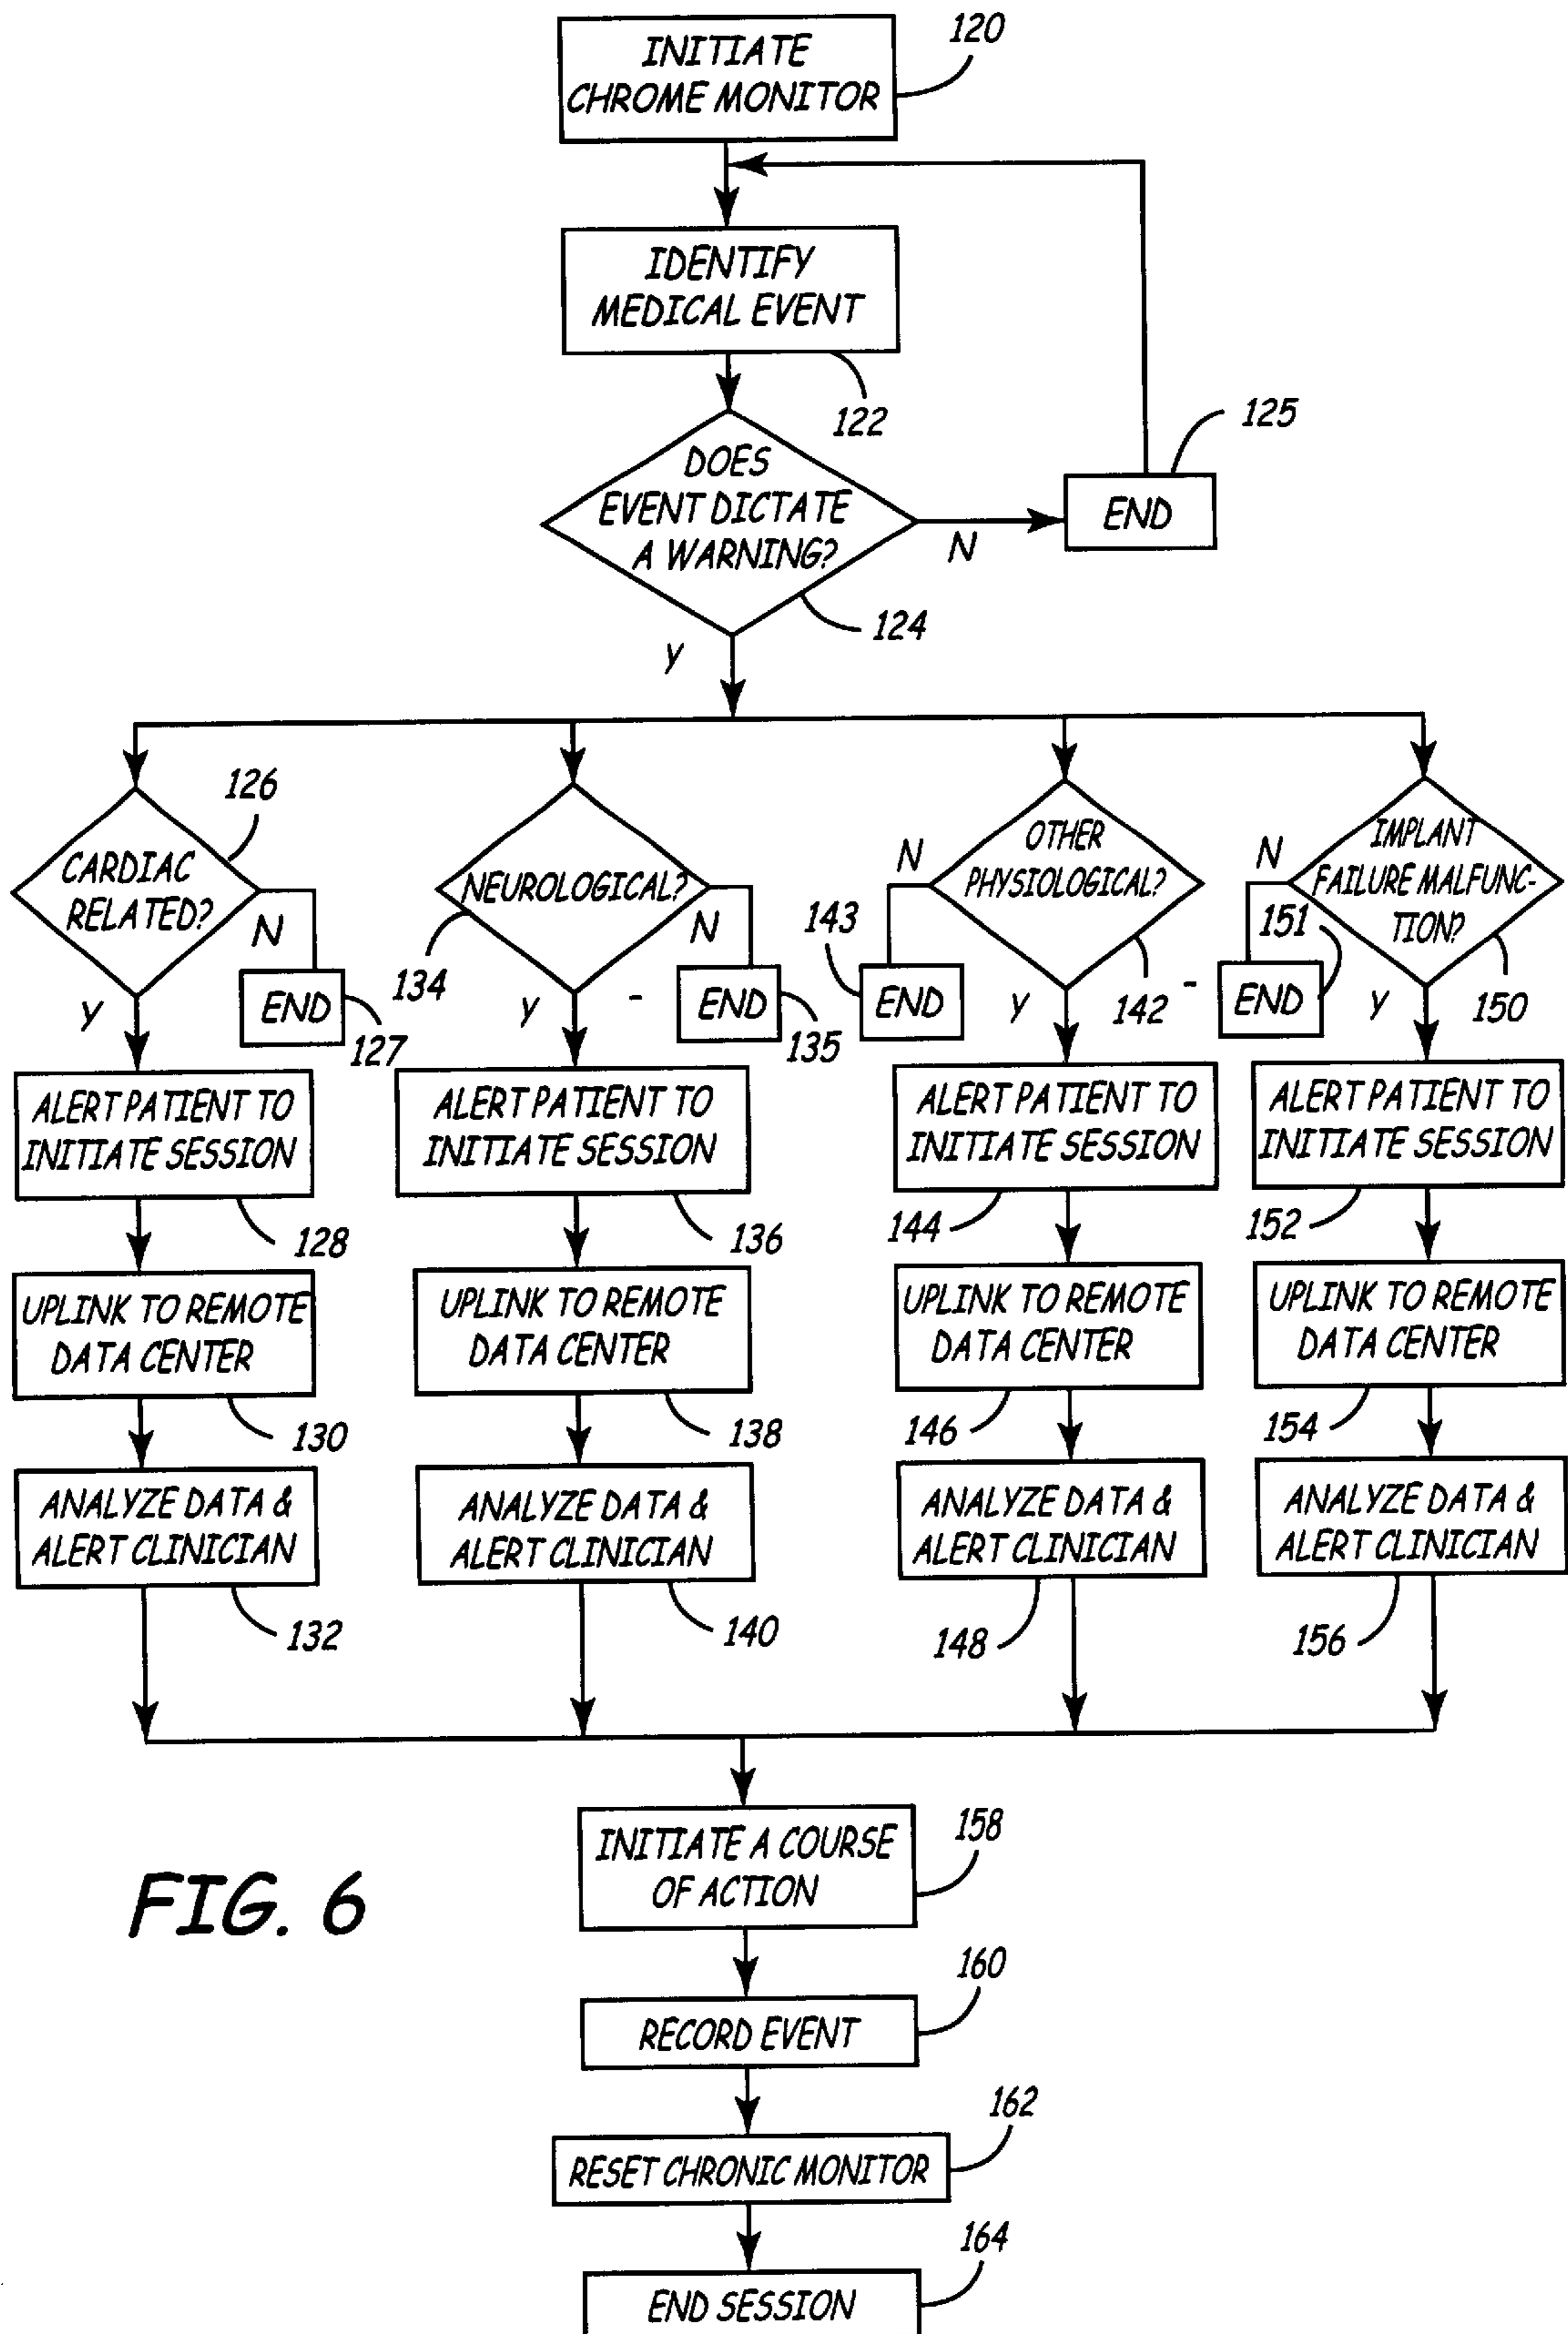 120
INITIATE
CHROME MONITOR
IDENTIFY
MEDICAL EVENT
122
125
DOES
EVENT DICTATE
A WARNING?
N
END
124
Y
126
CARDIAC
RELATED?
N
Y
END
127
NEUROLOGICAL?
134
N
Y
END
135
OTHER
PHYSIOLOGICAL?
N
143
END
Y
142
IMPLANT
FAILURE MALFUNC-
TION?
N
151
END
Y
150
ALERT PATIENT TO
INITIATE SESSION
128
ALERT PATIENT TO
INITIATE SESSION
136
ALERT PATIENT TO
INITIATE SESSION
144
ALERT PATIENT TO
INITIATE SESSION
152
UPLINK TO REMOTE
DATA CENTER
130
UPLINK TO REMOTE
DATA CENTER
138
UPLINK TO REMOTE
DATA CENTER
146
UPLINK TO REMOTE
DATA CENTER
154
ANALYZE DATA &
ALERT CLINICIAN
132
ANALYZE DATA &
ALERT CLINICIAN
140
ANALYZE DATA &
ALERT CLINICIAN
148
ANALYZE DATA &
ALERT CLINICIAN
156
INITIATE A COURSE
OF ACTION
158
FIG. 6
160
RECORD EVENT
162
RESET CHRONIC MONITOR
164
END SESSION